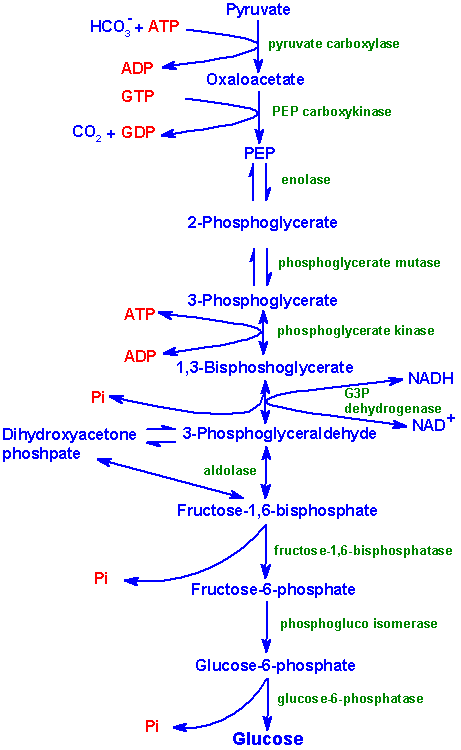 Pyruvate
HCO3- + ATP
pyruvate carboxylase
ADP
Oxaloacetate
GTP
PEP carboxykinase
CO2 + GDP
PEP
enolase
2-Phosphoglycerate
phosphoglycerate mutase
3-Phosphoglycerate
ATP
phosphoglycerate kinase
ADP
1,3-Bisphoshoglycerate
NADH
Pi
G3P
dehydrogenase
NAD+
Dihydroxyacetone
phoshpate
3-Phosphoglyceraldehyde
aldolase
Fructose-1,6-bisphosphate
fructose-1,6-bisphosphatase
Pi
Fructose-6-phosphate
phosphogluco isomerase
Glucose-6-phosphate
glucose-6-phosphatase
Pi
Glucose